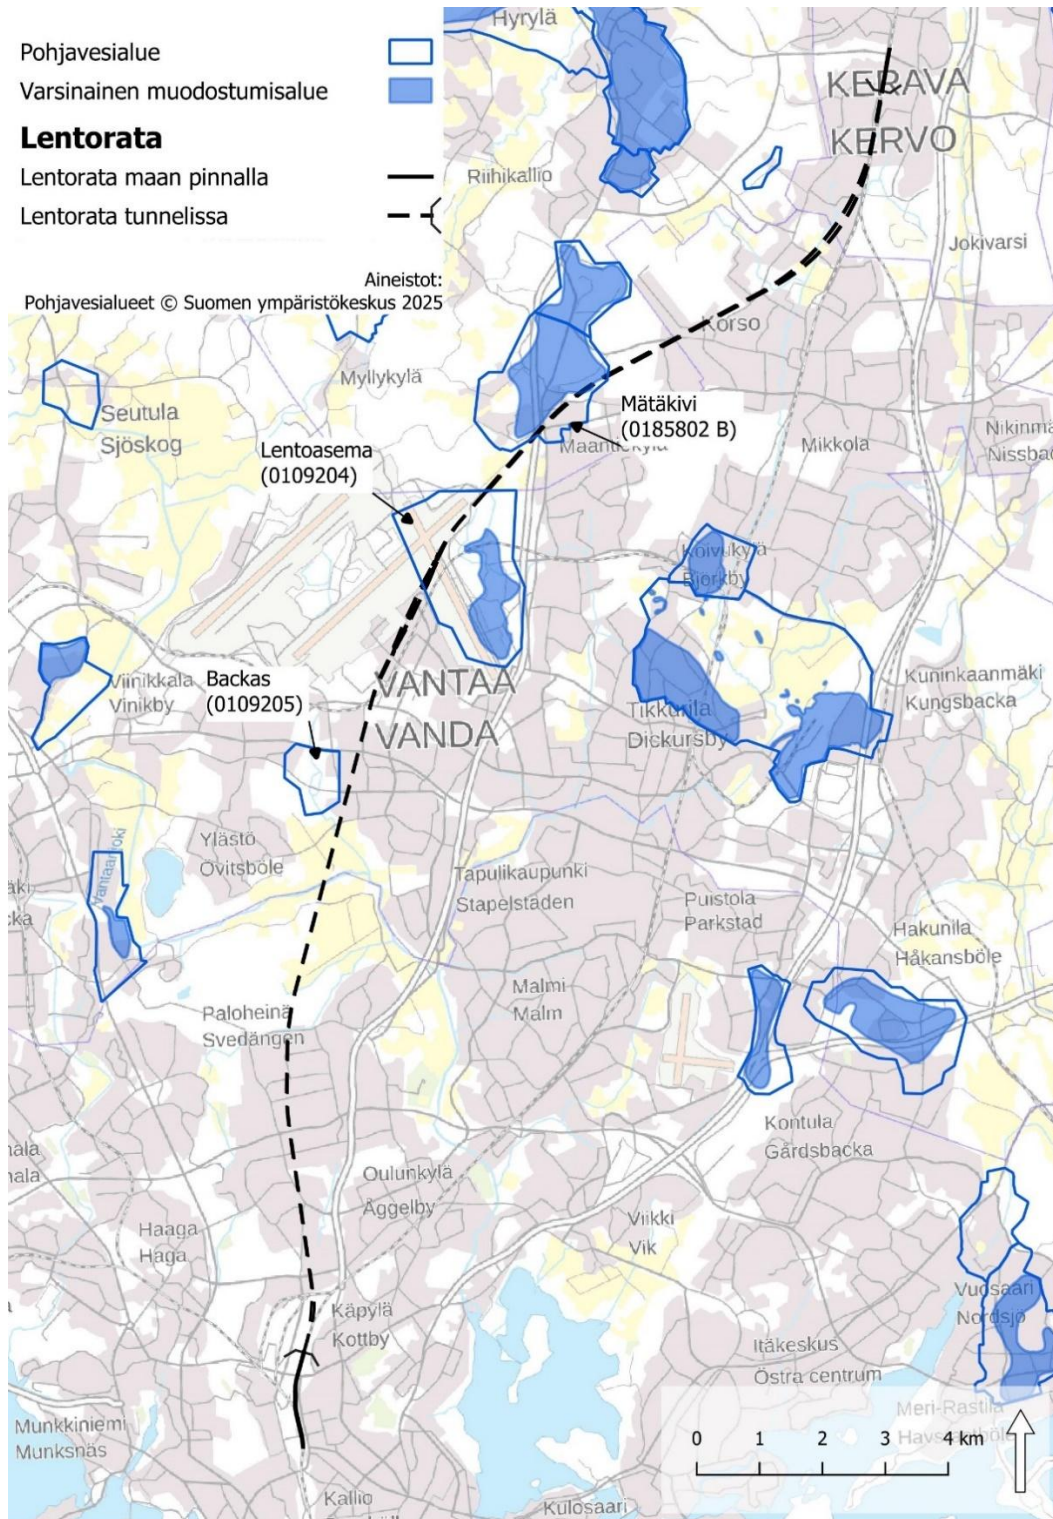 Pohjavesialue
Varsinainen muodostumisalue
Lentorata
Lentorata maan pinnalla
Lentorata tunnelissa
Aineistot:
Pohjavesialueet © Suomen ympäristökeskus 2025
Hyrylä
KERAVA
KERVO
Riihikallio
Jokivarsi
Korso
Myllykylä
Seutula
Sjöskog
Mätäkivi
(0185802 B)
Maantiekylä
Mikkola
Lentoasema
(0109204)
Koivukylä
Björkby
VANTAA
VANDA
Backas
(0109205)
Viinikkala
Vinikby
Tikkurila
Dickursby
Kuninkaanmäki
Kungsbacka
Ylästö
Övitsböle
Vantaanjoki
Tapulikaupunki
Stapelstaden
Puistola
Parkstad
Hakunila
Håkansböle
Malmi
Malm
Paloheinä
Svedängen
Kontula
Gårdsbacka
Oulunkylä
Åggelby
Haaga
Haga
Viikki
Vik
Vuosaari
Nordsjö
Käpylä
Kottby
Itäkeskus
Östra centrum
Meri-Rastila
Munkkiniemi
Munksnäs
0 1 2 3 4 km
Kallio
Kulosaari